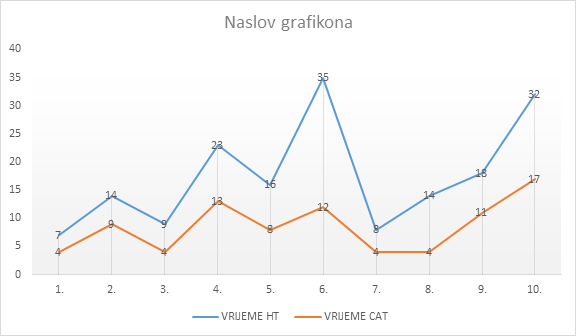 Naslov grafikona
40
35
30
25
20
15
10
5
0
7 14 9 23 16 35 8 14 18 32
4 9 4 13 8 12 4 4 11 17
1. 2. 3. 4. 5. 6. 7. 8. 9. 10.
VRIJEME HT VRIJEME CAT